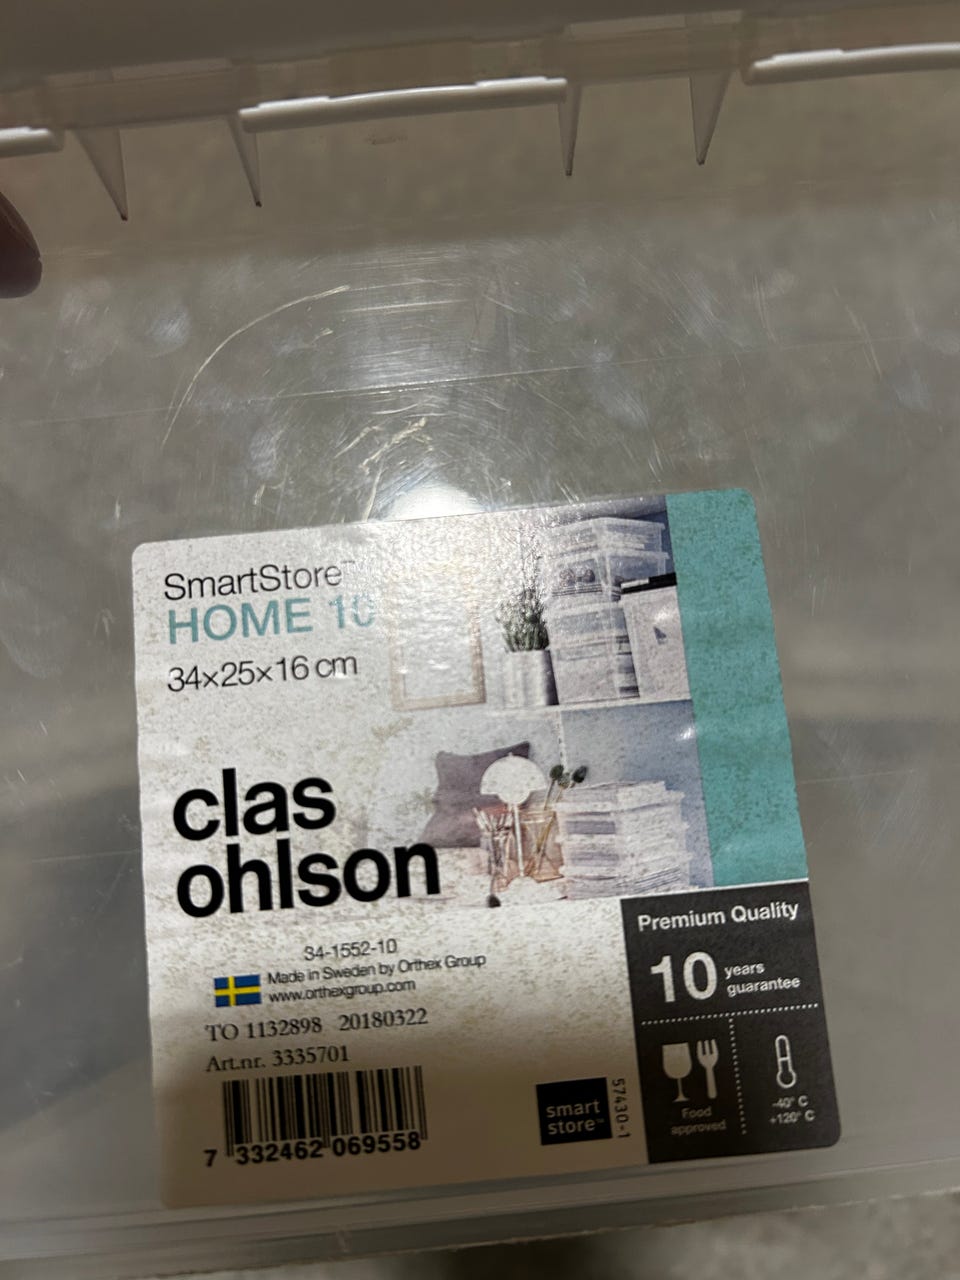 SmartStore™
HOME 10
34×25×16 cm
clas
ohlson
34-1552-10
Made in Sweden by Orthex Group
www.orthexgroup.com
TO 1132898 20180322
Art.nr. 3335701
7 332462 069558
smart
store™
57430-1
Premium Quality
10 years
guarantee
Food
approved
-40° C
+120° C